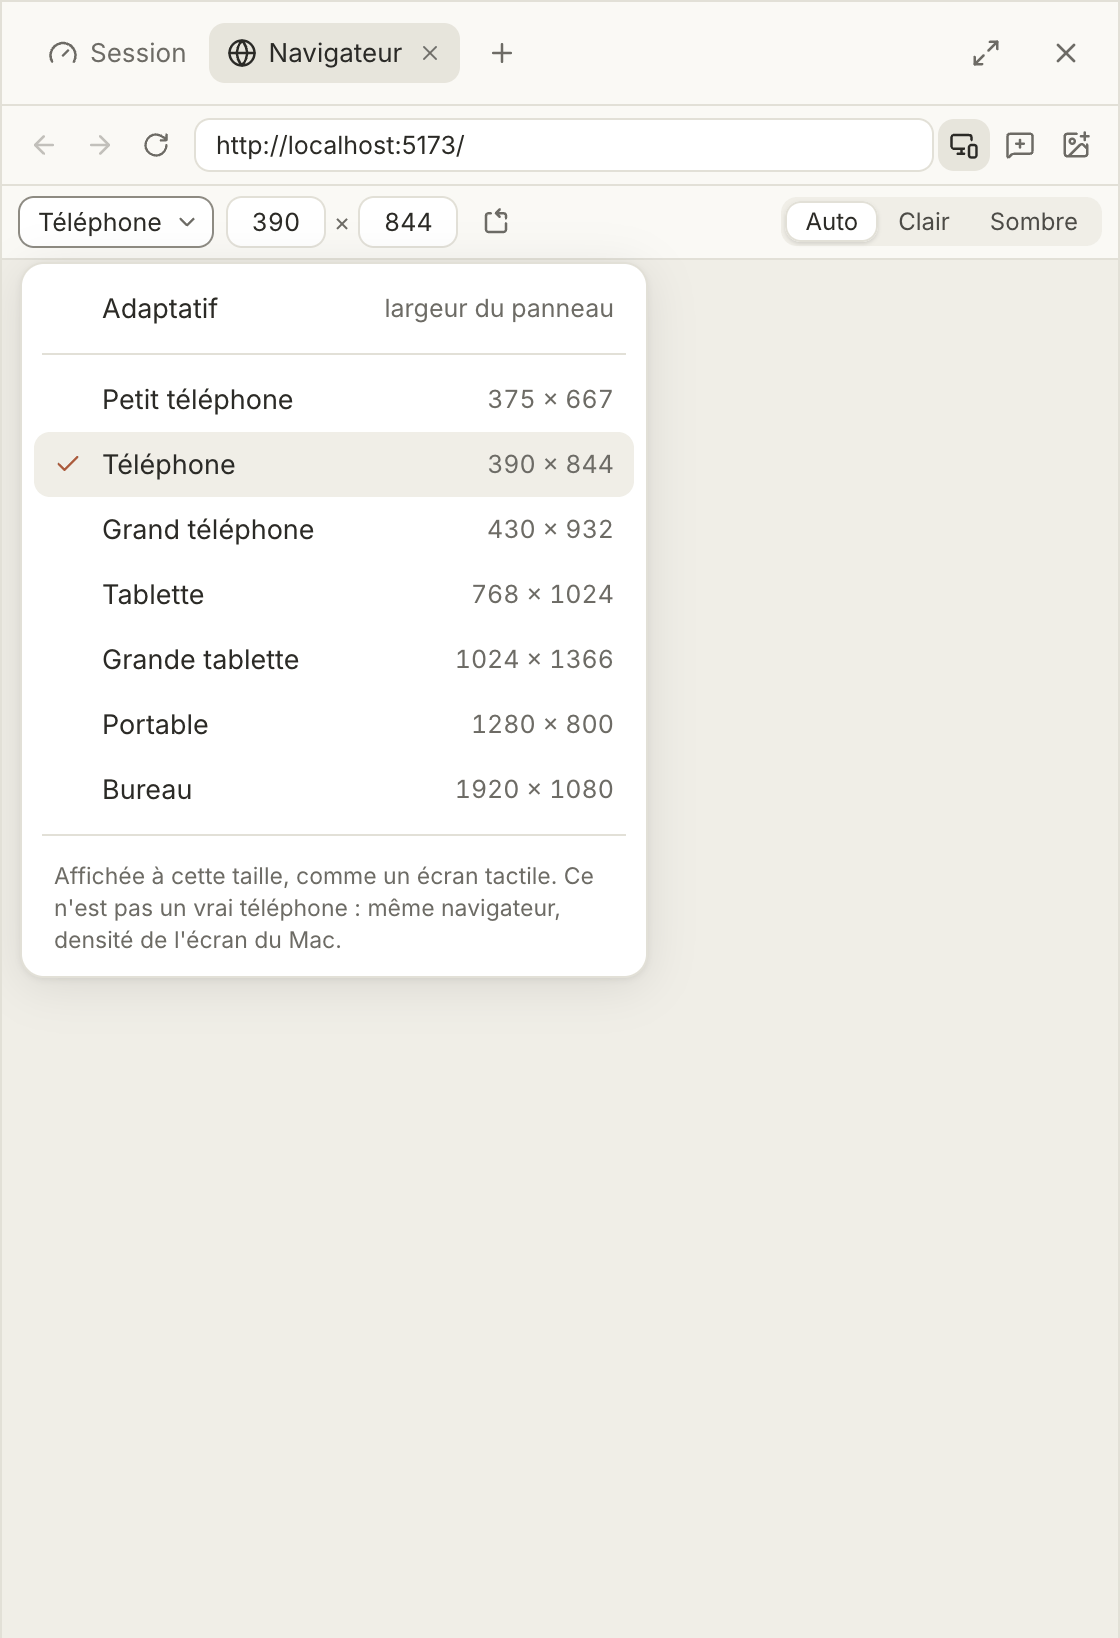 Session
Navigateur
http://localhost:5173/
Téléphone 390 × 844
Auto Clair Sombre
Adaptatif largeur du panneau
Petit téléphone 375 × 667
Téléphone 390 × 844
Grand téléphone 430 × 932
Tablette 768 × 1024
Grande tablette 1024 × 1366
Portable 1280 × 800
Bureau 1920 × 1080
Affichée à cette taille, comme un écran tactile. Ce
n'est pas un vrai téléphone : même navigateur,
densité de l'écran du Mac.